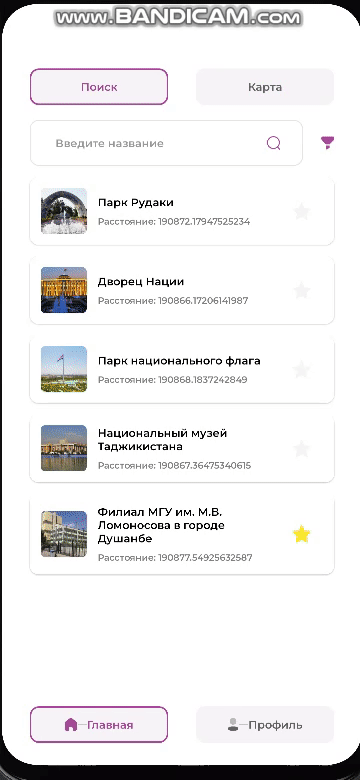 www.BANDICAM.com
Поиск
Карта
Введите название
Парк Рудаки
Расстояние: 190872.17947525234
Дворец Нации
Расстояние: 190866.17206141987
Парк национального флага
Расстояние: 190868.1837242849
Национальный музей
Таджикистана
Расстояние: 190867.36475340615
Филиал МГУ им. М.В.
Ломоносова в городе
Душанбе
Расстояние: 190877.54925632587
Главная
Профиль